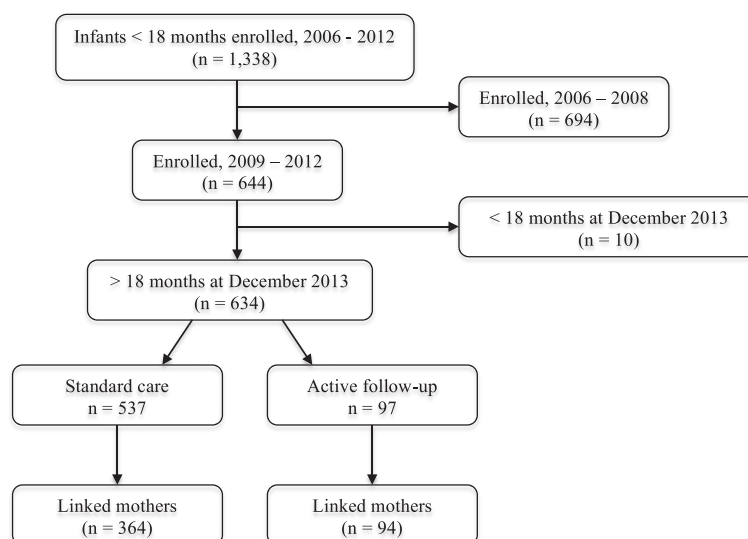 Infants < 18 months enrolled, 2006 - 2012
(n = 1,338)
Enrolled, 2006 – 2008
(n = 694)
Enrolled, 2009 – 2012
(n = 644)
< 18 months at December 2013
(n = 10)
> 18 months at December 2013
(n = 634)
Standard care
n = 537
Active follow-up
n = 97
Linked mothers
(n = 364)
Linked mothers
(n = 94)